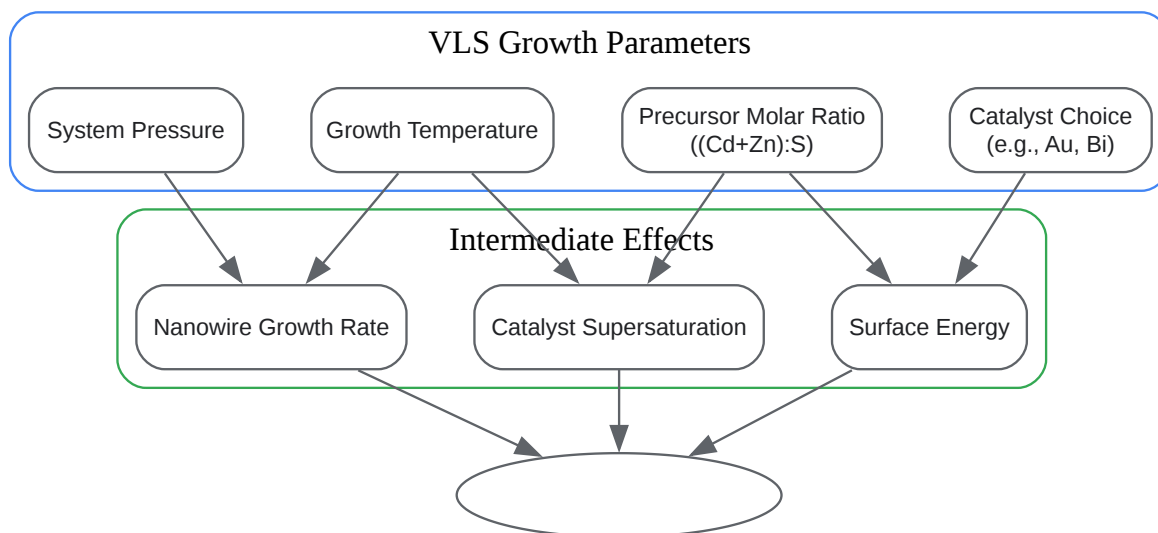 VLS Growth Parameters
System Pressure
Growth Temperature
Precursor Molar Ratio
((Cd+Zn):S)
Catalyst Choice
(e.g., Au, Bi)
Intermediate Effects
Nanowire Growth Rate
Catalyst Supersaturation
Surface Energy